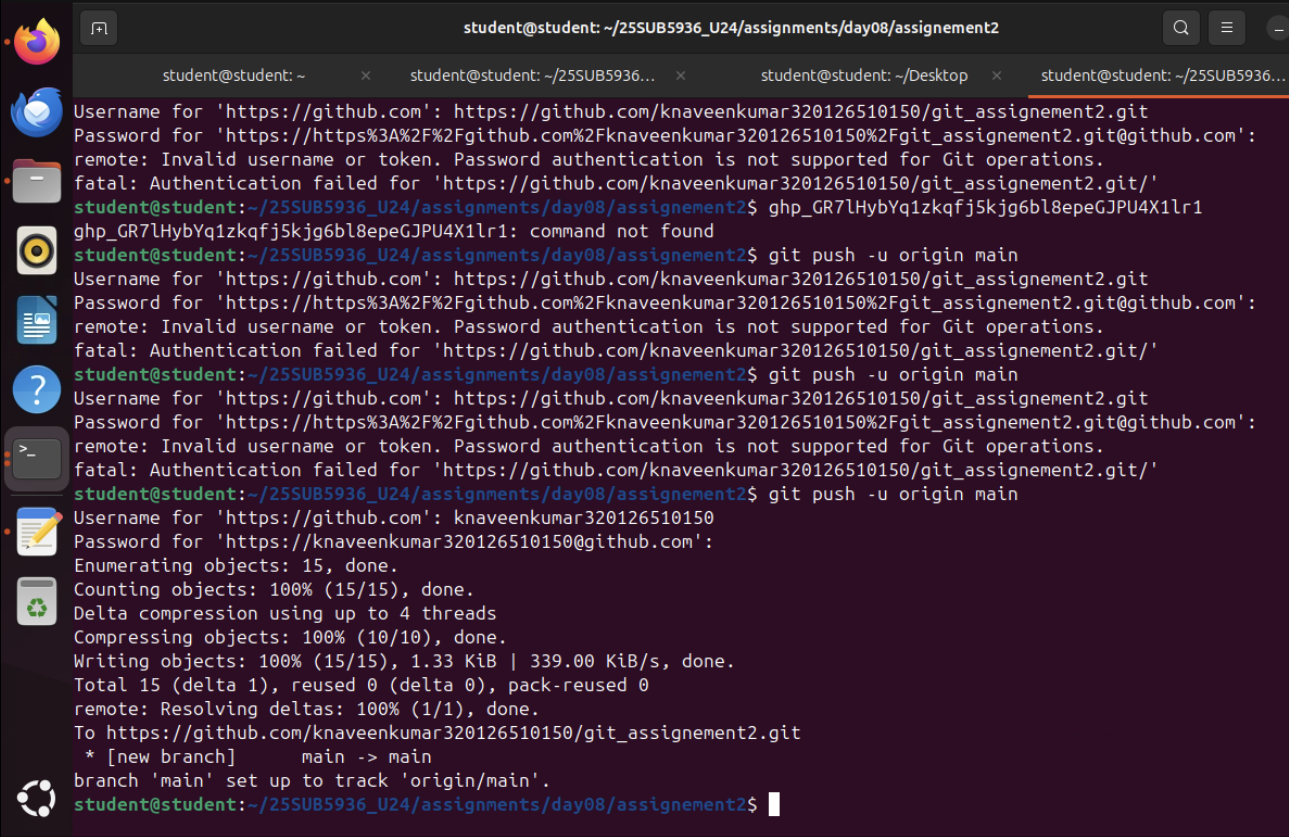 student@student: ~/25SUB5936_U24/assignments/day08/assignement2
student@student: ~ × student@student: ~/25SUB5936... × student@student: ~/Desktop × student@student: ~/25SUB5936...
Username for 'https://github.com': https://github.com/knaveenkumar320126510150/git_assignement2.git
Password for 'https://https%3A%2F%2Fgithub.com%2Fknaveenkumar320126510150%2Fgit_assignement2.git@github.com':
remote: Invalid username or token. Password authentication is not supported for Git operations.
fatal: Authentication failed for 'https://github.com/knaveenkumar320126510150/git_assignement2.git/'
student@student:~/25SUB5936_U24/assignments/day08/assignement2$ 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
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: command not found
student@student:~/25SUB5936_U24/assignments/day08/assignement2$ git push -u origin main
Username for 'https://github.com': https://github.com/knaveenkumar320126510150/git_assignement2.git
Password for 'https://https%3A%2F%2Fgithub.com%2Fknaveenkumar320126510150%2Fgit_assignement2.git@github.com':
remote: Invalid username or token. Password authentication is not supported for Git operations.
fatal: Authentication failed for 'https://github.com/knaveenkumar320126510150/git_assignement2.git/'
student@student:~/25SUB5936_U24/assignments/day08/assignement2$ git push -u origin main
Username for 'https://github.com': https://github.com/knaveenkumar320126510150/git_assignement2.git
Password for 'https://https%3A%2F%2Fgithub.com%2Fknaveenkumar320126510150%2Fgit_assignement2.git@github.com':
remote: Invalid username or token. Password authentication is not supported for Git operations.
fatal: Authentication failed for 'https://github.com/knaveenkumar320126510150/git_assignement2.git/'
student@student:~/25SUB5936_U24/assignments/day08/assignement2$ git push -u origin main
Username for 'https://github.com': knaveenkumar320126510150
Password for 'https://knaveenkumar320126510150@github.com':
Enumerating objects: 15, done.
Counting objects: 100% (15/15), done.
Delta compression using up to 4 threads
Compressing objects: 100% (10/10), done.
Writing objects: 100% (15/15), 1.33 KiB | 339.00 KiB/s, done.
Total 15 (delta 1), reused 0 (delta 0), pack-reused 0
remote: Resolving deltas: 100% (1/1), done.
To https://github.com/knaveenkumar320126510150/git_assignement2.git
 * [new branch]      main -> main
branch 'main' set up to track 'origin/main'.
student@student:~/25SUB5936_U24/assignments/day08/assignement2$